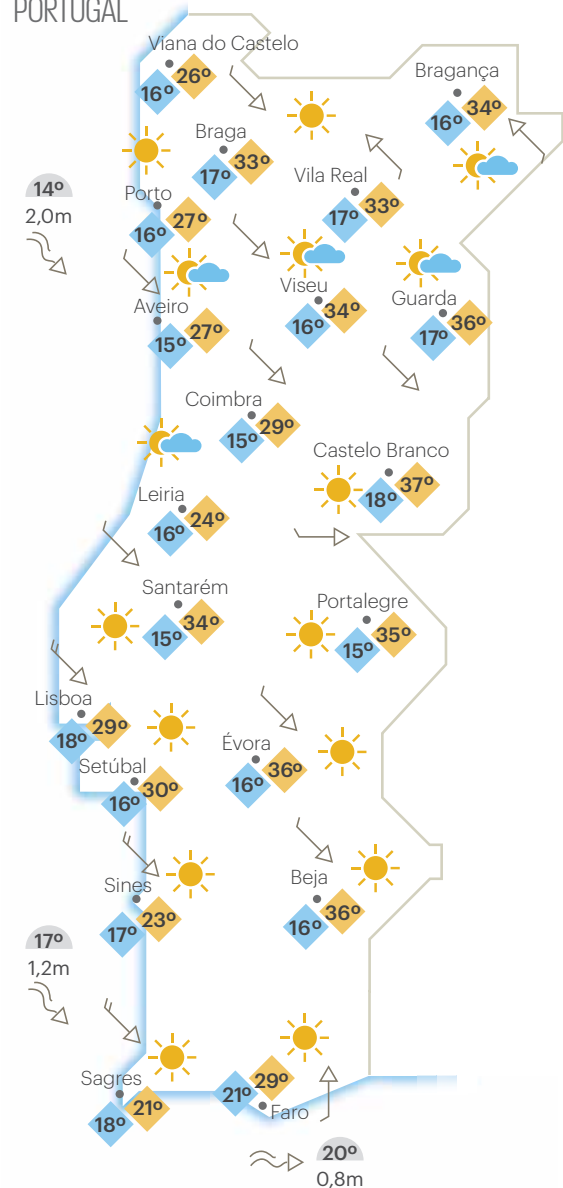 PORTUGAL
Viana do Castelo
16º 26º
Bragança
16º 34º
Braga
17º 33º
Vila Real
17º 33º
14º
2,0m
Porto
16º 27º
Viseu
16º 34º
Guarda
17º 36º
Aveiro
15º 27º
Coimbra
15º 29º
Castelo Branco
18º 37º
Leiria
16º 24º
Santarém
15º 34º
Portalegre
15º 35º
Lisboa
18º 29º
Évora
16º 36º
Setúbal
16º 30º
Sines
17º 23º
Beja
16º 36º
17º
1,2m
Sagres
18º 21º
21º 29º
Faro
20º
0,8m